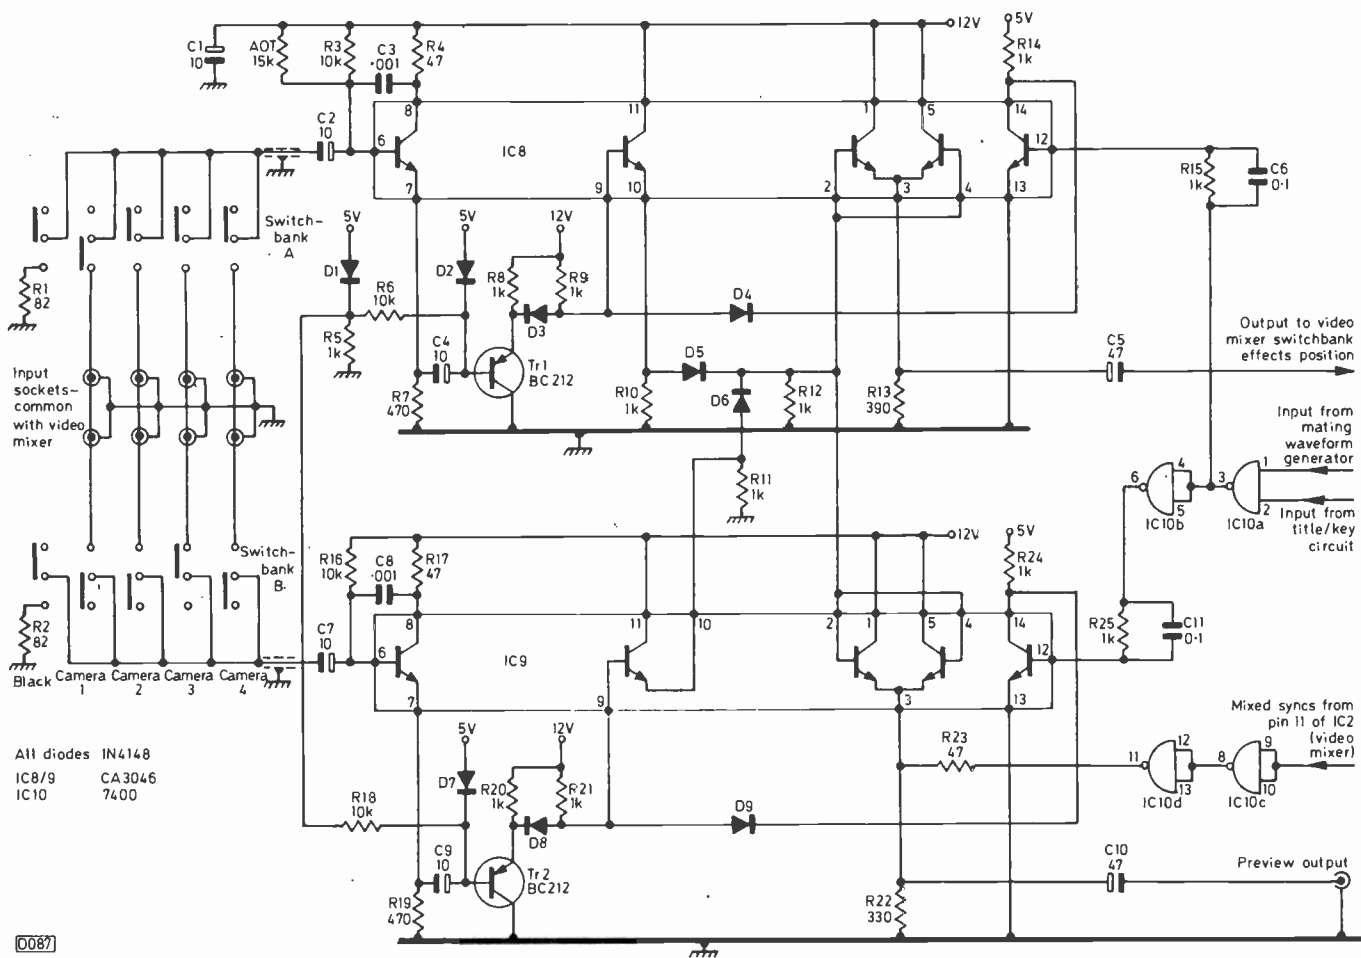 12V
5V
C1
10
AOT
15k
R3
10k
C3
.001
R4
47
R14
1k
8
11
1
5
14
C2
10
6
IC8
12
7
9
10
2
3
4
13
R15
1k
C6
0·1
Switch-
bank
A
5V
5V
12V
D1
D2
R8
1k
R9
1k
R6
10k
D3
D4
R1
82
R5
1k
C4
10
Tr1
BC212
D5
D6
R7
470
R10
1k
R12
1k
R13
390
C5
47
Output to video
mixer switchbank
effects position
Input
sockets-
common
with video
mixer
R11
1k
Input from
mating
waveform
generator
6
4
5
3
1
2
IC10b
IC10a
Input from
title/key
circuit
Switch-
bank
B
R16
10k
C8
.001
R17
47
12V
5V
R24
1k
8
11
10
2
1
5
4
14
R2
82
C7
10
6
IC9
12
R25
1k
C11
0·1
Black
Camera
1
Camera
2
Camera
3
Camera
4
7
9
3
13
Mixed syncs from
pin 11 of IC2
(video
mixer)
All diodes 1N4148
IC8/9 CA3046
IC10 7400
5V
12V
R23
47
11
12
13
8
9
10
IC10d
IC10c
D7
R20
1k
R21
1k
R18
10k
D8
D9
C9
10
Tr2
BC212
C10
47
Preview output
R19
470
R22
330
D087